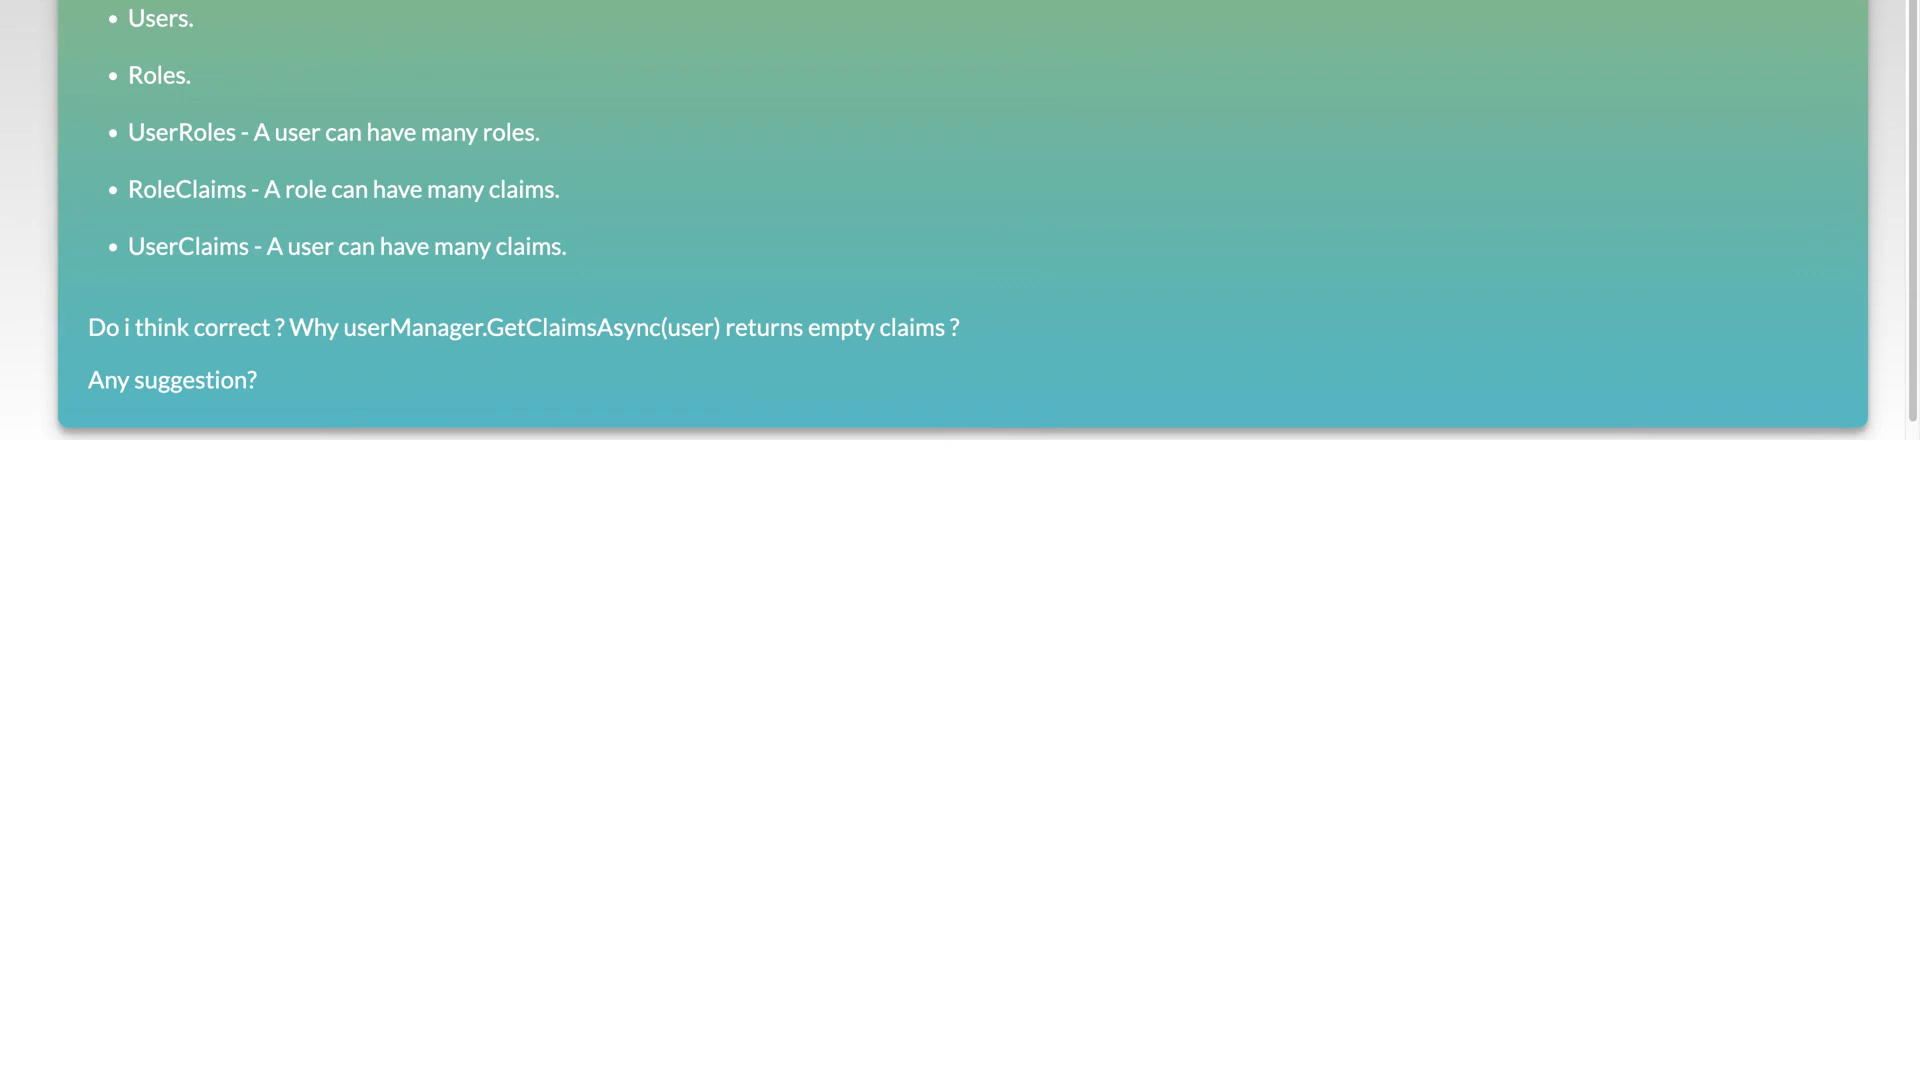 • Users.
• Roles.
• UserRoles - A user can have many roles.
• RoleClaims - A role can have many claims.
• UserClaims - A user can have many claims.
Do i think correct ? Why userManager.GetClaimsAsync(user) returns empty claims ?
Any suggestion?